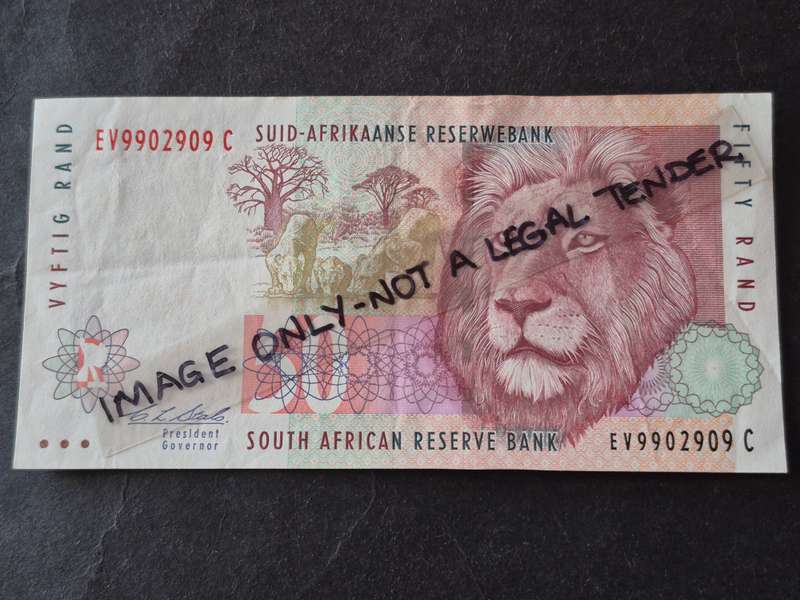 VYFTIG RAND
EV9902909 C
SUID-AFRIKAANSE RESERWEBANK
FIFTY RAND
IMAGE ONLY-NOT A LEGAL TENDER.
50
President
Governor
SOUTH AFRICAN RESERVE BANK
EV9902909 C